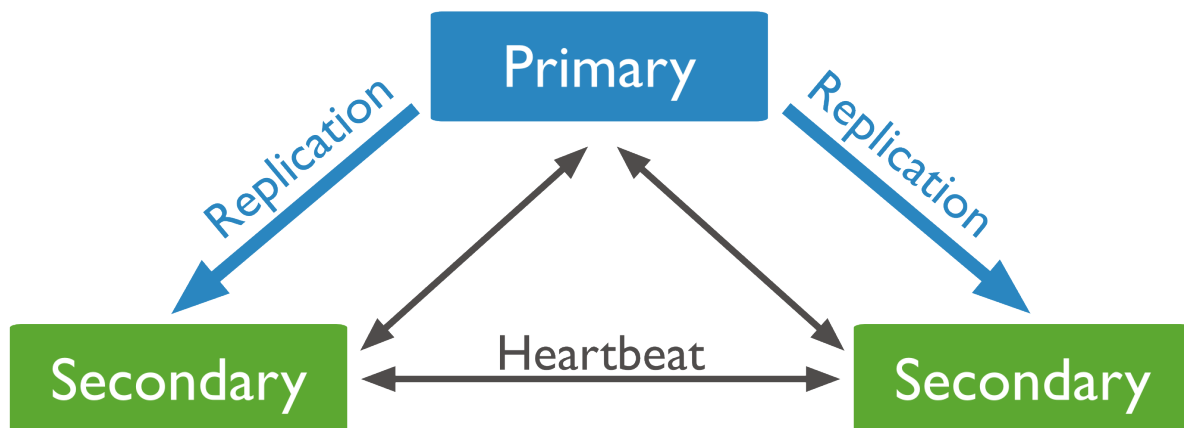 Primary
Replication
Replication
Heartbeat
Secondary
Secondary